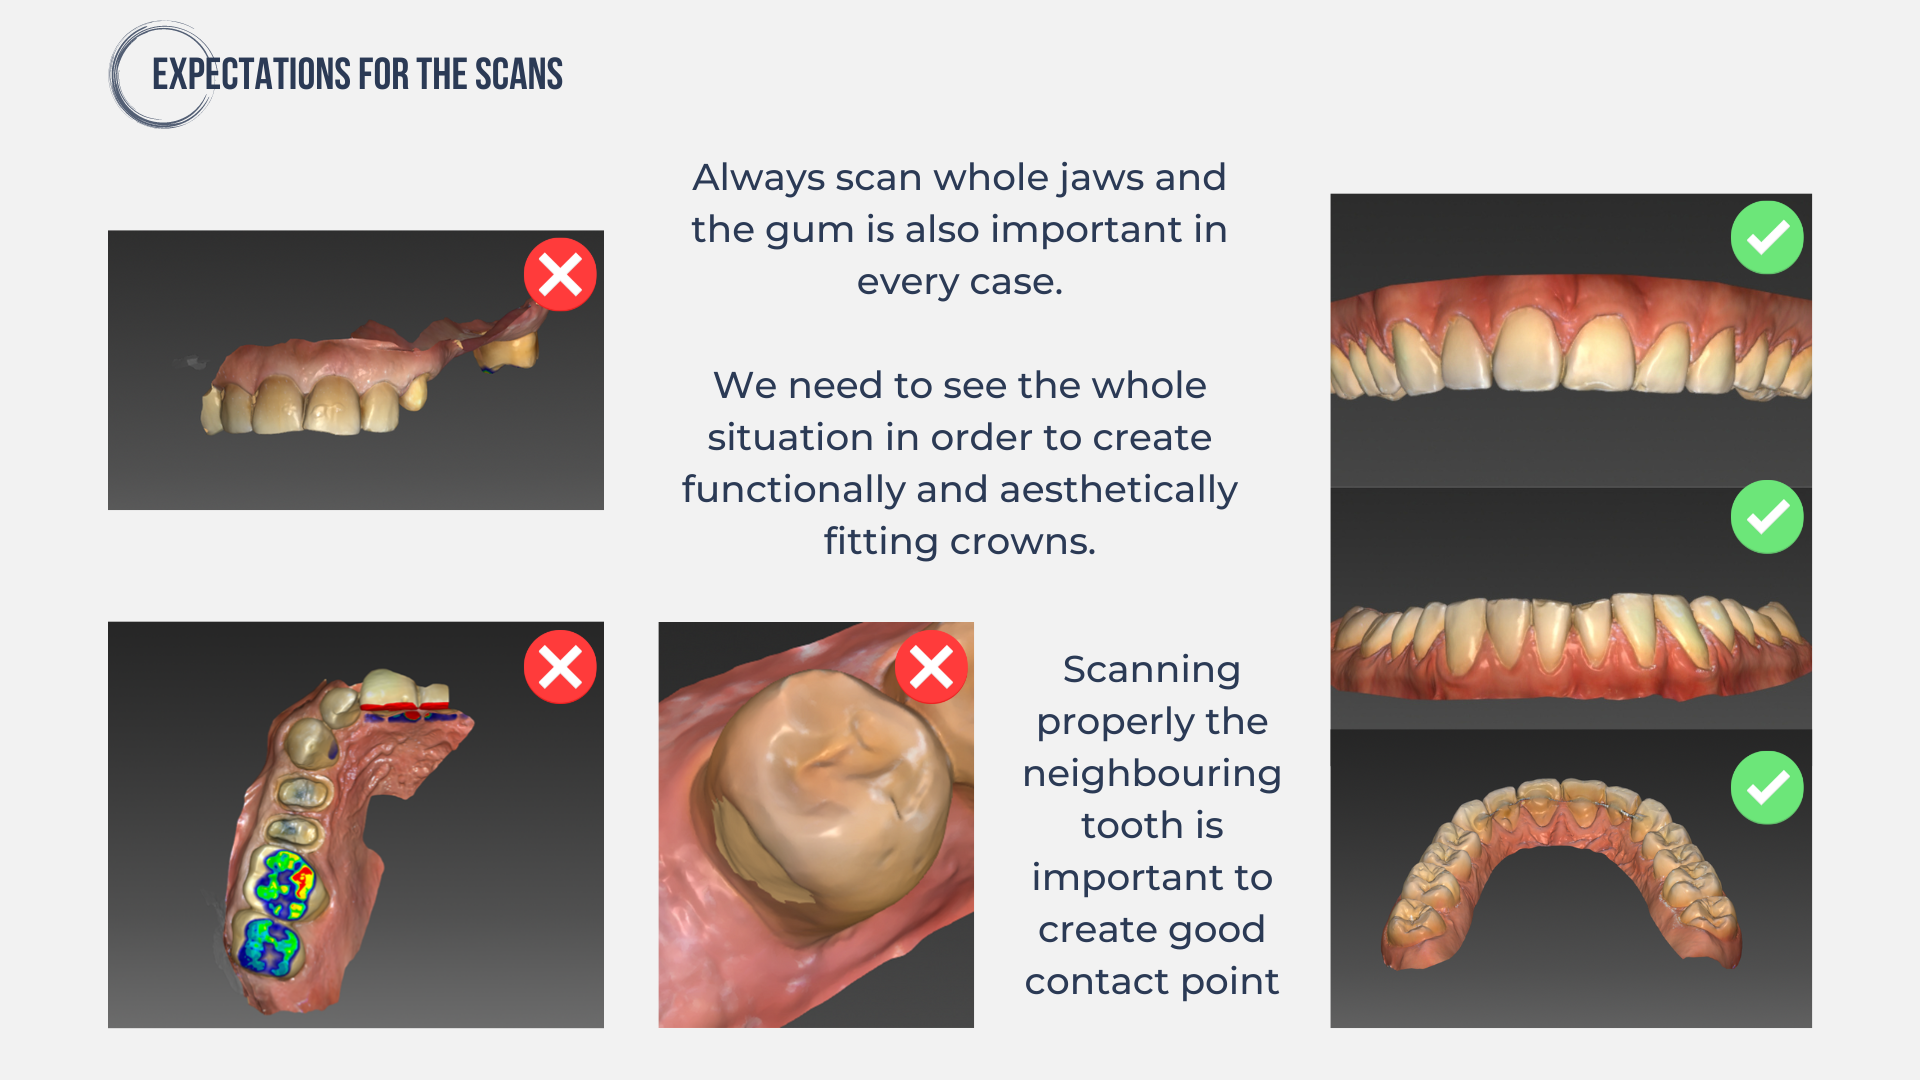 EXPECTATIONS FOR THE SCANS
Always scan whole jaws and
the gum is also important in
every case.
We need to see the whole
situation in order to create
functionally and aesthetically
fitting crowns.
Scanning
properly the
neighbouring
tooth is
important to
create good
contact point